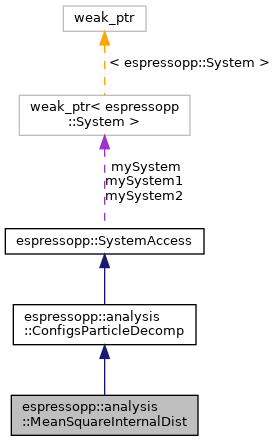 weak_ptr
< espressopp::System >
weak_ptr< espressopp
::System >
mySystem
mySystem1
mySystem2
espressopp::SystemAccess
espressopp::analysis
::ConfigsParticleDecomp
espressopp::analysis
::MeanSquareInternalDist